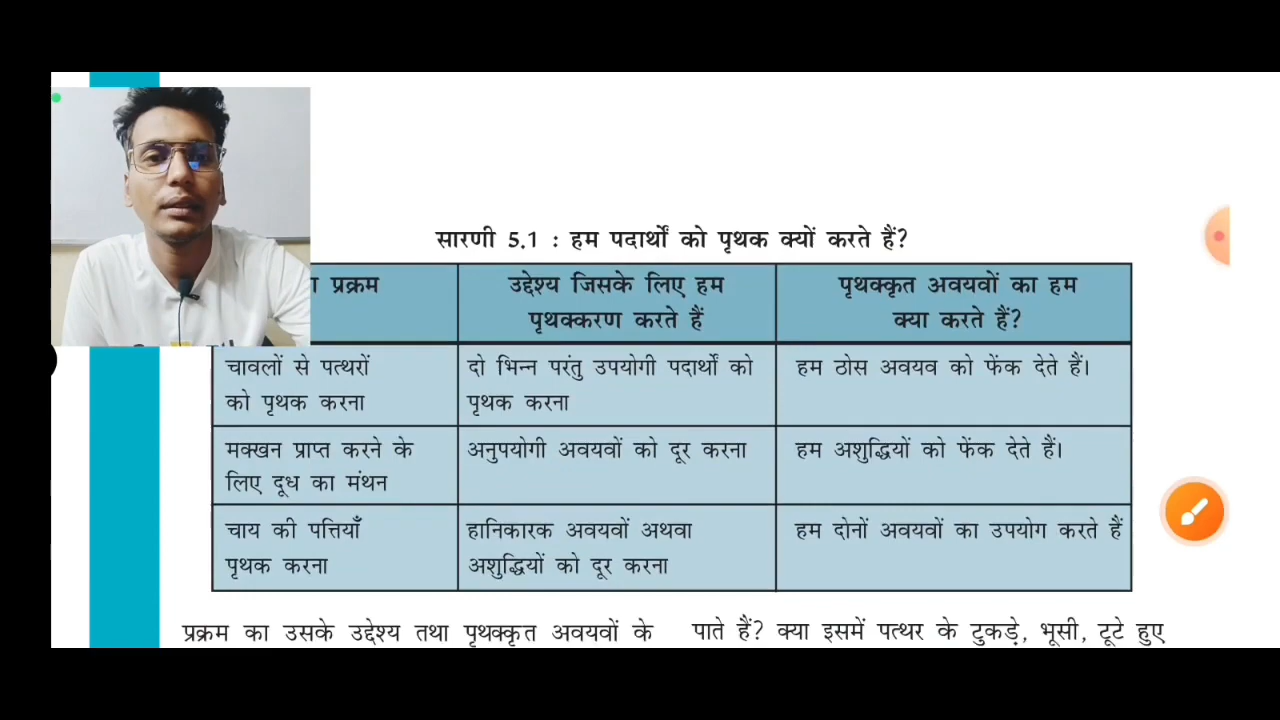 सारणी 5.1 : हम पदार्थों को पृथक क्यों करते हैं?
प्रक्रम
उद्देश्य जिसके लिए हम
पृथक्करण करते हैं
पृथक्कृत अवयवों का हम
क्या करते हैं?
चावलों से पत्थरों
को पृथक करना
दो भिन्न परंतु उपयोगी पदार्थों को
पृथक करना
हम ठोस अवयव को फेंक देते हैं।
मक्खन प्राप्त करने के
लिए दूध का मंथन
अनुपयोगी अवयवों को दूर करना
हम अशुद्धियों को फेंक देते हैं।
चाय की पत्तियाँ
पृथक करना
हानिकारक अवयवों अथवा
अशुद्धियों को दूर करना
हम दोनों अवयवों का उपयोग करते हैं
प्रक्रम का उसके उद्देश्य तथा पृथक्कृत अवयवों के
पाते हैं? क्या इसमें पत्थर के टुकड़े, भूसी, टूटे हुए